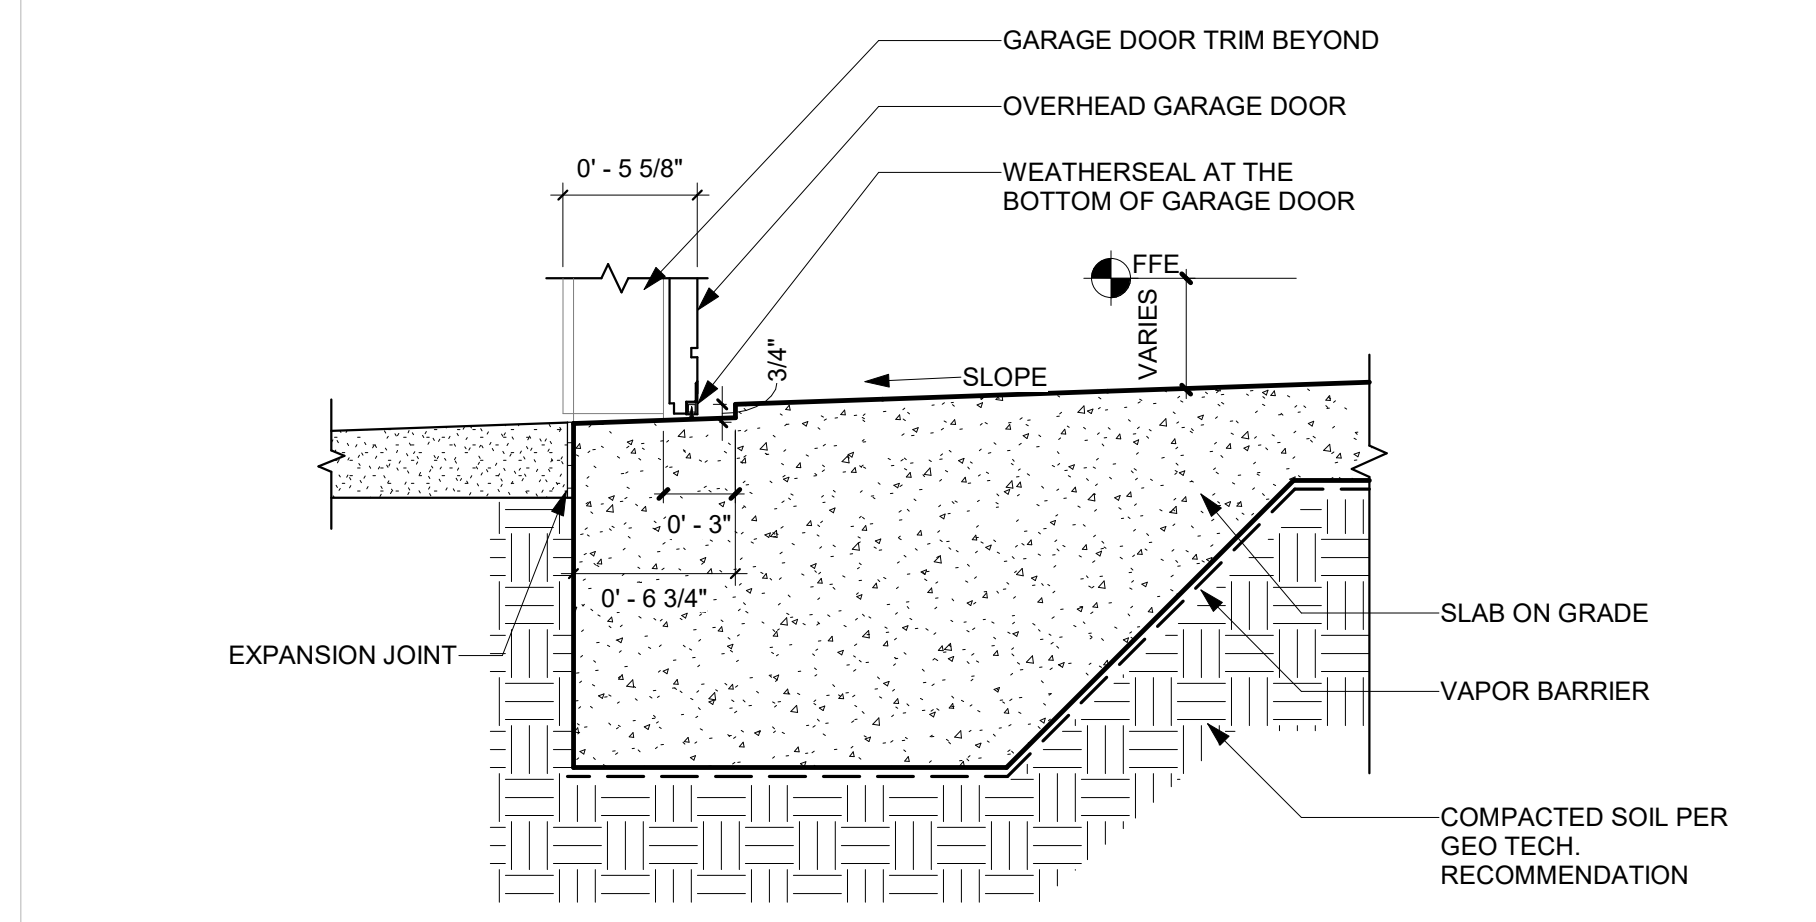 GARAGE DOOR TRIM BEYOND
OVERHEAD GARAGE DOOR
0' - 5 5/8"
WEATHERSEAL AT THE
BOTTOM OF GARAGE DOOR
FFE
VARIES
3/4"
SLOPE
0' - 3"
0' - 6 3/4"
SLAB ON GRADE
EXPANSION JOINT
VAPOR BARRIER
COMPACTED SOIL PER
GEO TECH.
RECOMMENDATION